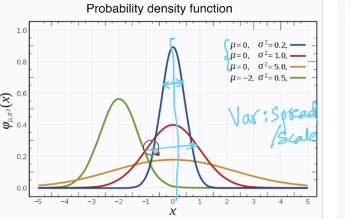 Probability density function
φμ,σ²(x)
1.0
0.8
0.6
0.4
0.2
0.0
μ=0, σ²=0.2,
μ=0, σ²=1.0,
μ=0, σ²=5.0,
μ=−2, σ²=0.5,
Var: Spread
/Scale
−5 −4 −3 −2 −1 0 1 2 3 4 5
x